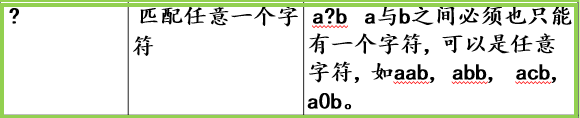 ?
匹配任意一个字
符
a?b  a与b之间必须也只能
有一个字符，可以是任意
字符，如aab， abb， acb，
a0b。